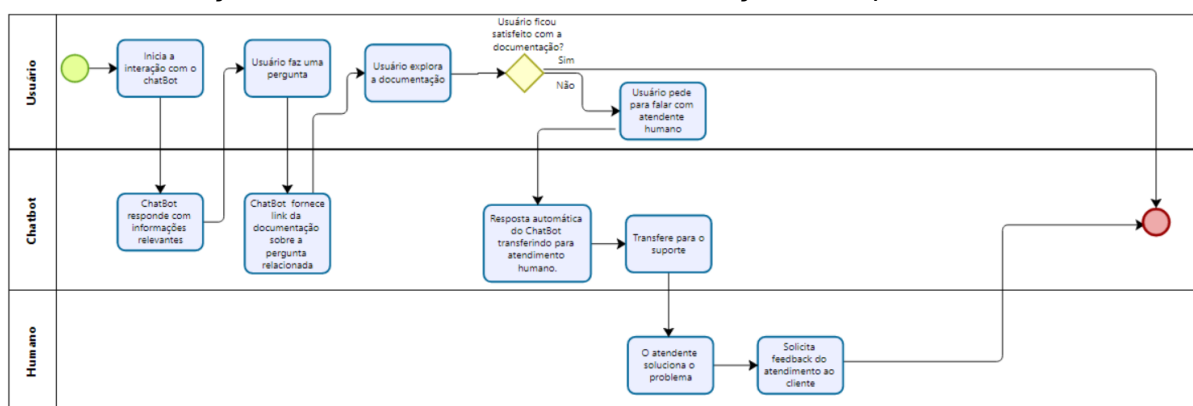 Usuário
Inicia a
interação com o
chatBot
Usuário faz uma
pergunta
Usuário explora
a documentação
Usuário ficou
satisfeito com a
documentação?
Sim
Não
Usuário pede
para falar com
atendente
humano
Chatbot
ChatBot
responde com
informações
relevantes
ChatBot fornece
link da
documentação
sobre a
pergunta
relacionada
Resposta automática
do ChatBot
transferindo para
atendimento
humano.
Transfere para o
suporte
Humano
O atendente
soluciona o
problema
Solicita
feedback do
atendimento ao
cliente